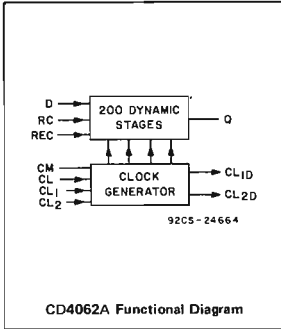 D
RC
REC
200 DYNAMIC
STAGES
Q
CM
CL
CL1
CL2
CLOCK
GENERATOR
CL1D
CL2D
92CS-24664
CD4062A Functional Diagram